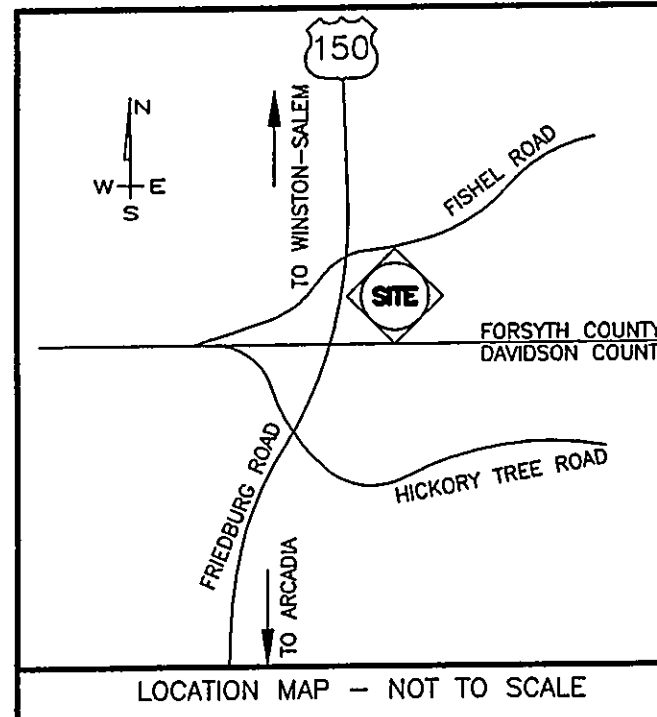 150
N
W E
S
TO WINSTON-SALEM
FISHEL ROAD
SITE
FORSYTH COUNTY
DAVIDSON COUNT
FRIEDBURG ROAD
HICKORY TREE ROAD
TO ARCADIA
LOCATION MAP - NOT TO SCALE